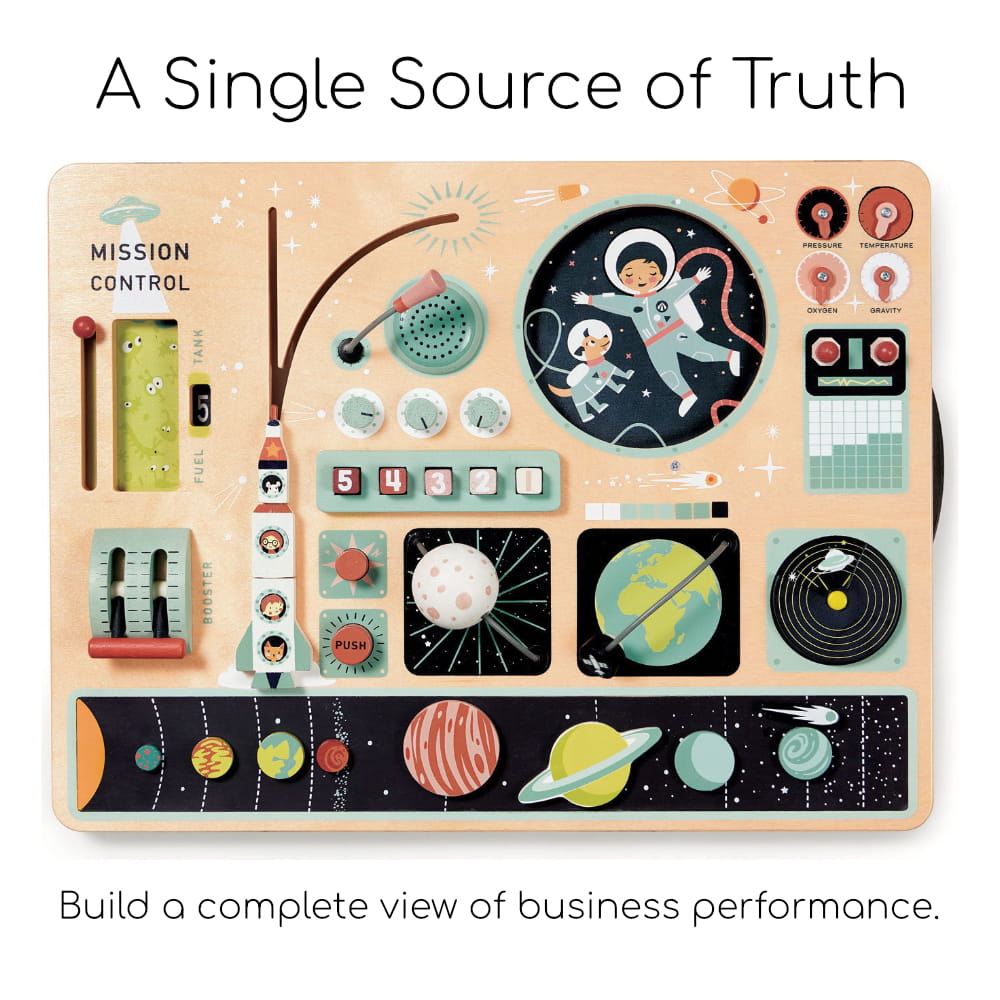 A Single Source of Truth
MISSION
CONTROL
PRESSURE
TEMPERATURE
OXYGEN
GRAVITY
FUEL TANK
5
5 4 3 2 1
BOOSTER
PUSH
Build a complete view of business performance.